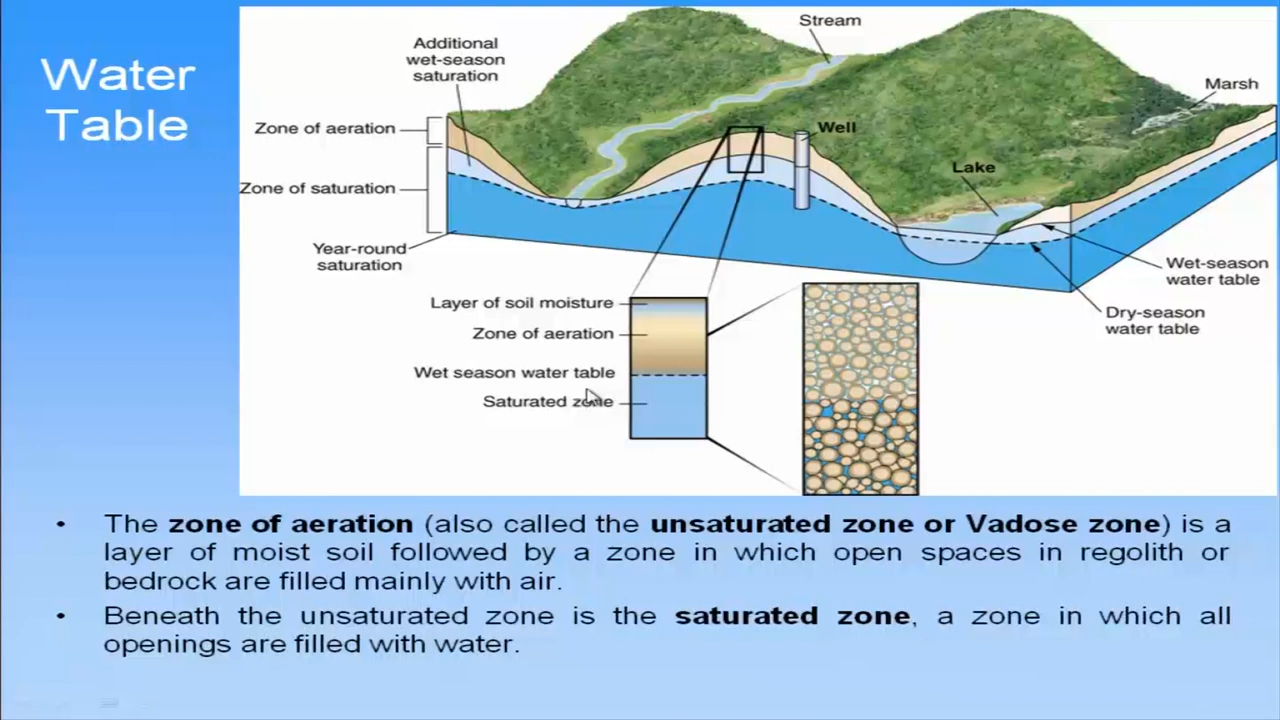 Water
Table
Stream
Additional
wet-season
saturation
Marsh
Zone of aeration
Well
Lake
Zone of saturation
Year-round
saturation
Wet-season
water table
Dry-season
water table
Layer of soil moisture
Zone of aeration
Wet season water table
Saturated zone
• The zone of aeration (also called the unsaturated zone or Vadose zone) is a
layer of moist soil followed by a zone in which open spaces in regolith or
bedrock are filled mainly with air.
• Beneath the unsaturated zone is the saturated zone, a zone in which all
openings are filled with water.